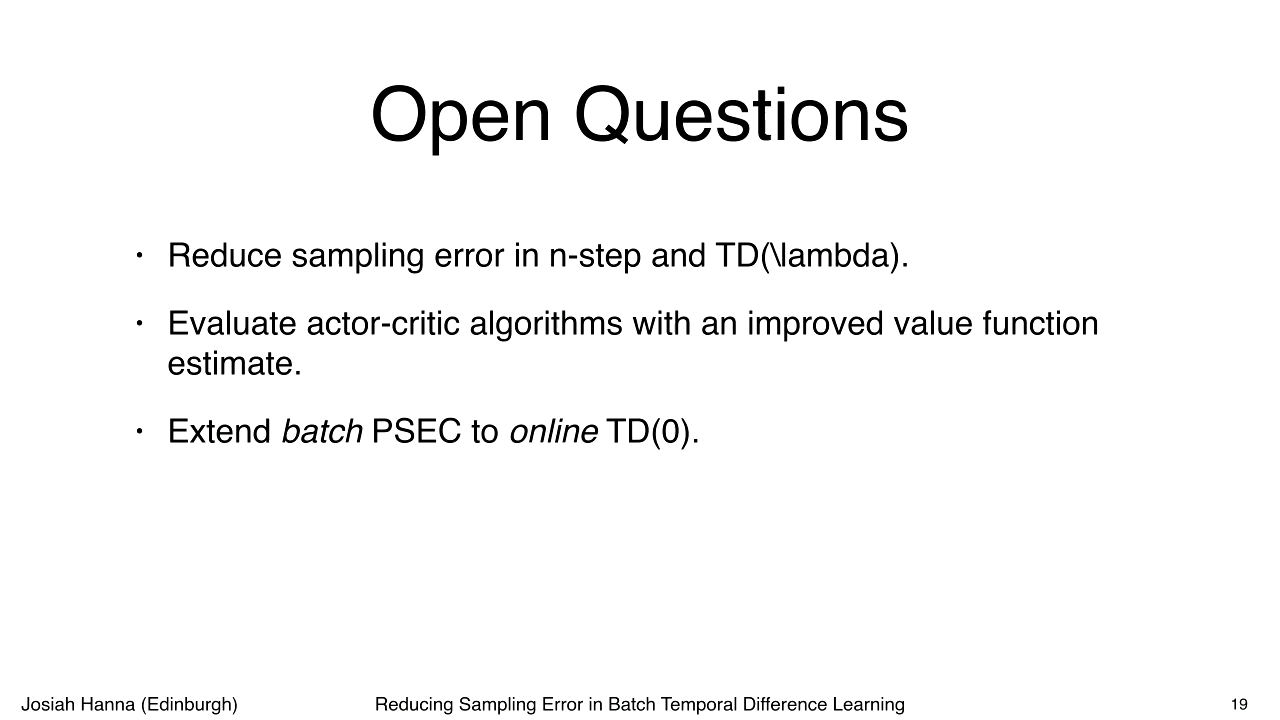 Open Questions
• Reduce sampling error in n-step and TD(\lambda).
• Evaluate actor-critic algorithms with an improved value function
estimate.
• Extend batch PSEC to online TD(0).
Josiah Hanna (Edinburgh)
Reducing Sampling Error in Batch Temporal Difference Learning
19